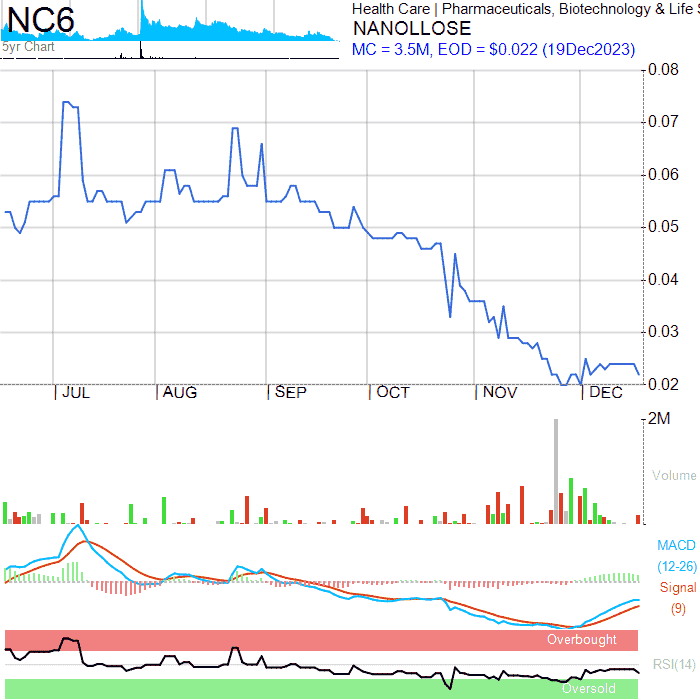 NC6
5yr Chart
Health Care | Pharmaceuticals, Biotechnology & Life S
NANOLLOSE
MC = 3.5M, EOD = $0.022 (19Dec2023)
0.08
0.07
0.06
0.05
0.04
0.03
0.02
JUL
AUG
SEP
OCT
NOV
DEC
2M
Volume
MACD
(12-26)
Signal
(9)
Overbought
RSI(14)
Oversold